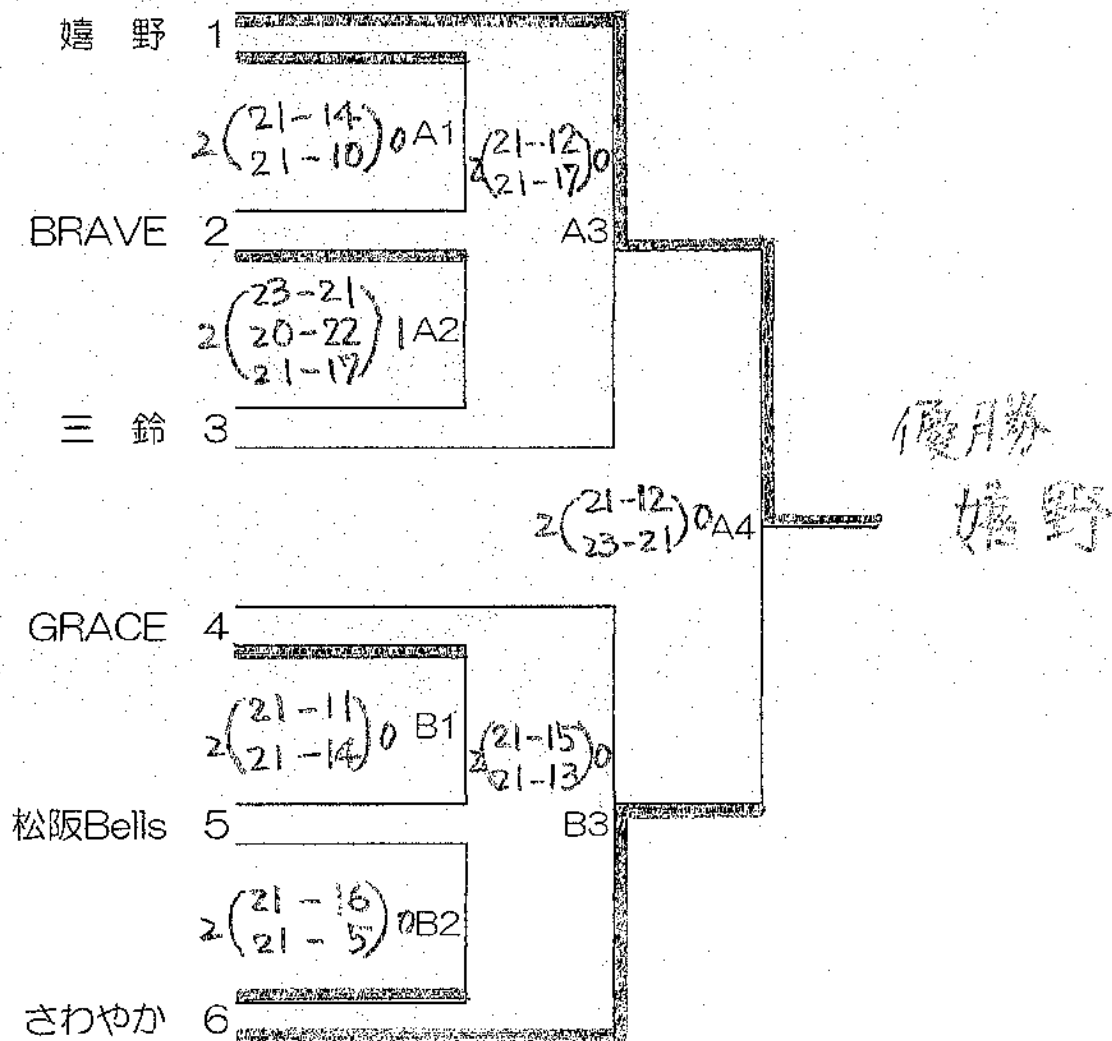 嬉 野 1
2(21-14 21-10)0 A1
2(21-12 21-17)0
BRAVE 2
A3
2(23-21 20-22 21-17)1 A2
三 鈴 3
優勝
嬉野
2(21-12 23-21)0 A4
GRACE 4
2(21-11 21-14)0 B1
2(21-15 21-13)0
松阪Bells 5
B3
2(21-16 21-5)0 B2
さわやか 6